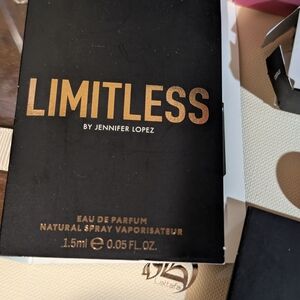 LIMITLESS
BY JENNIFER LOPEZ
EAU DE PARFUM
NATURAL SPRAY VAPORISATEUR
1.5ml ℮ 0.05 FL.OZ.